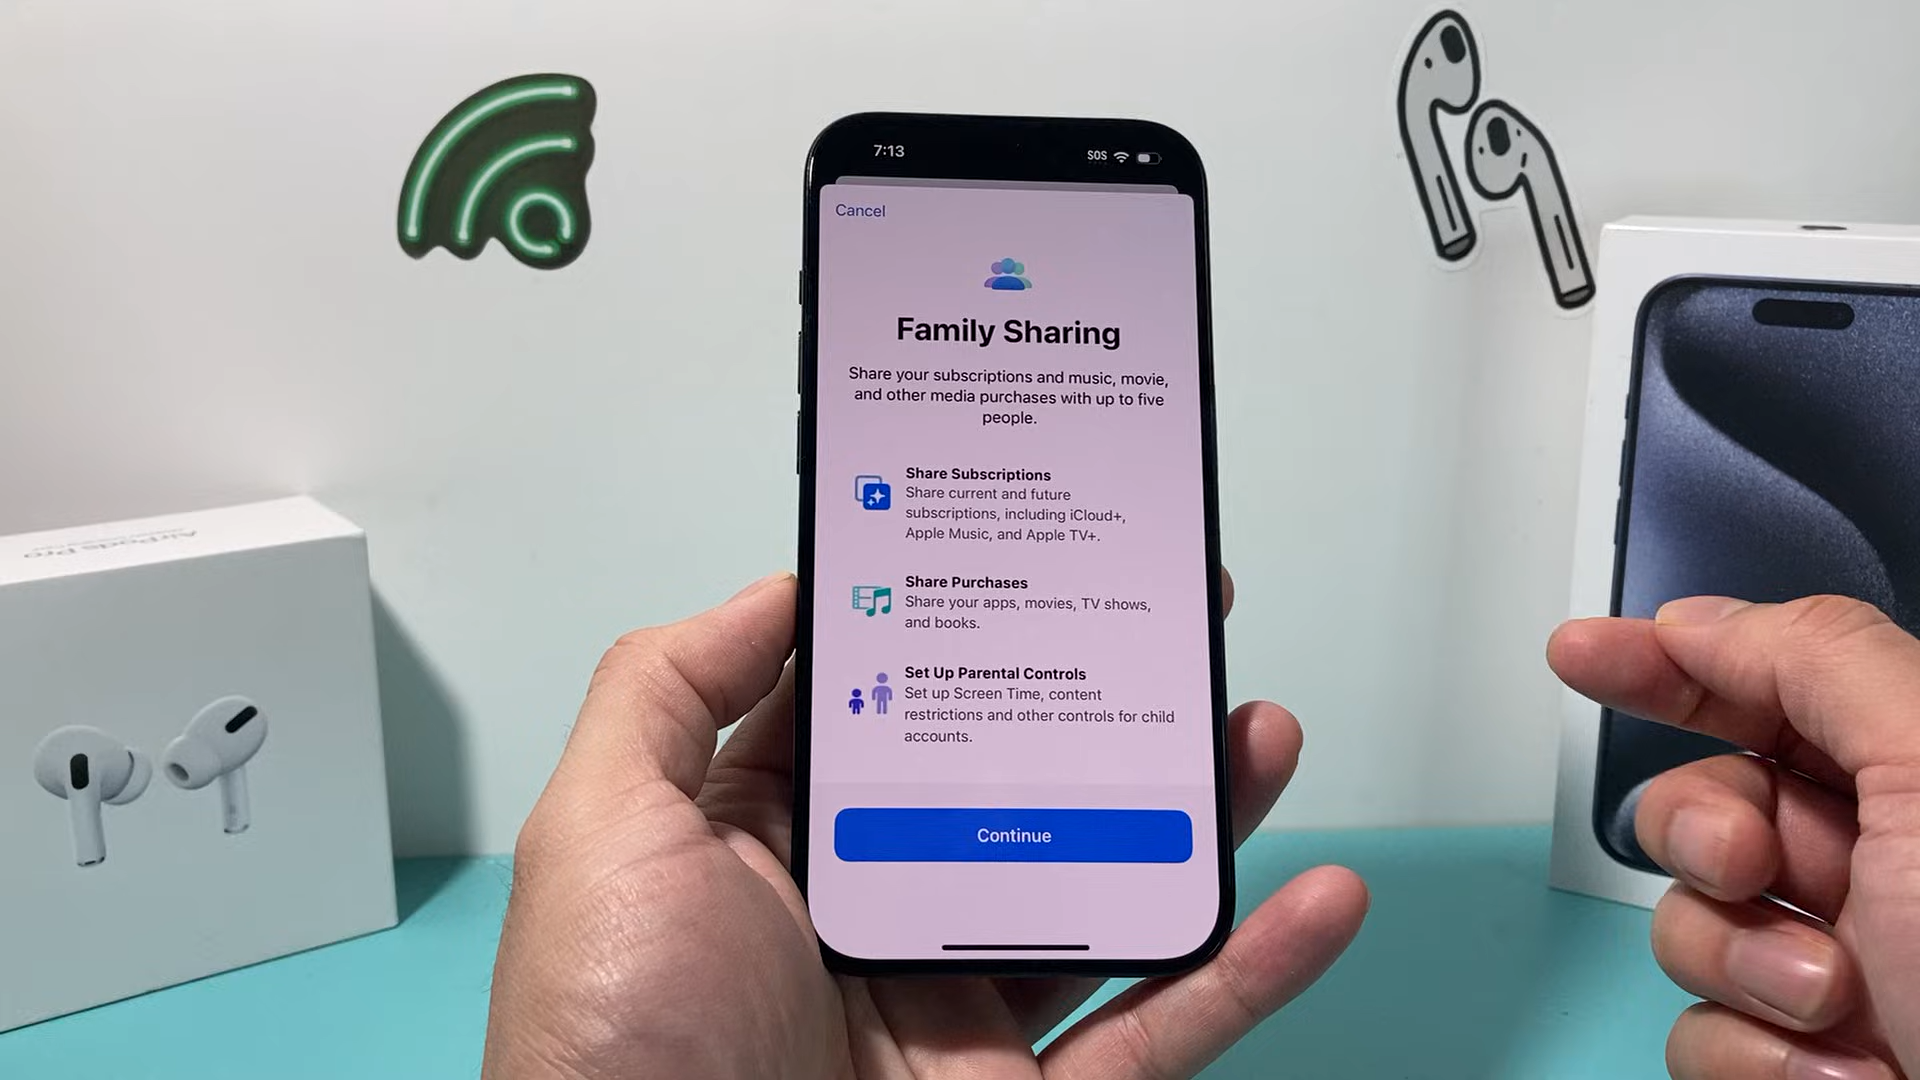 7:13
SOS
Cancel
Family Sharing
Share your subscriptions and music, movie,
and other media purchases with up to five
people.
Share Subscriptions
Share current and future
subscriptions, including iCloud+,
Apple Music, and Apple TV+.
Share Purchases
Share your apps, movies, TV shows,
and books.
Set Up Parental Controls
Set up Screen Time, content
restrictions and other controls for child
accounts.
Continue
AirPods Pro